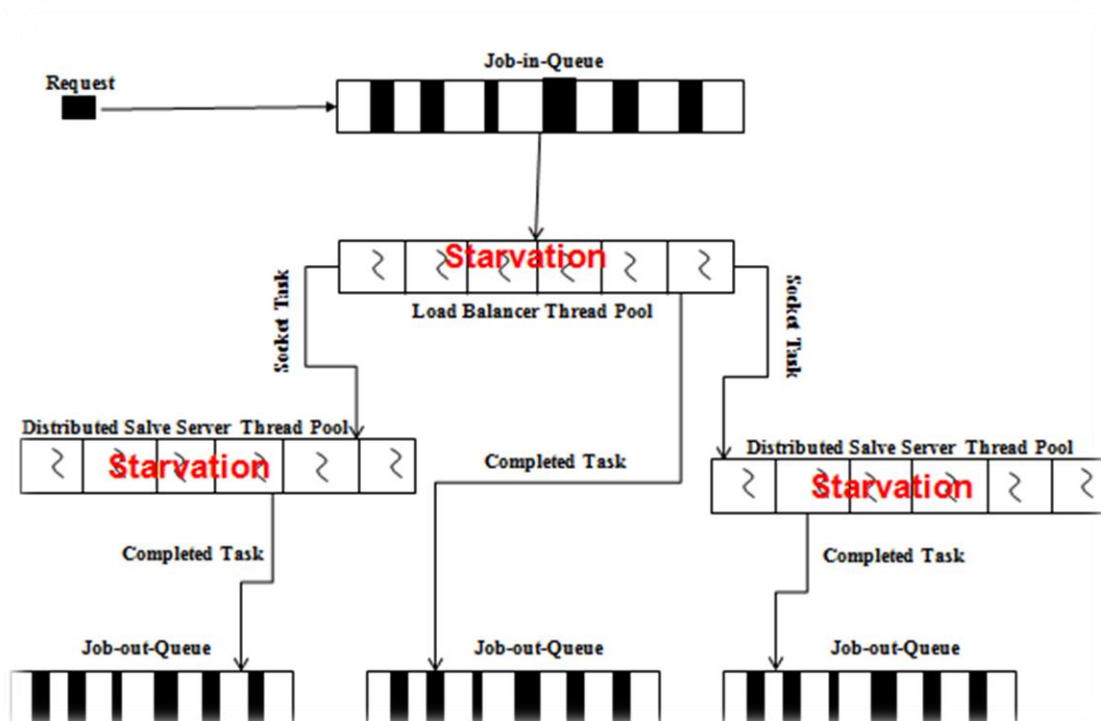 Job-in-Queue
Request
Starvation
Load Balancer Thread Pool
Socket Task
Socket Task
Distributed Salve Server Thread Pool
Starvation
Completed Task
Distributed Salve Server Thread Pool
Starvation
Completed Task
Completed Task
Job-out-Queue
Job-out-Queue
Job-out-Queue